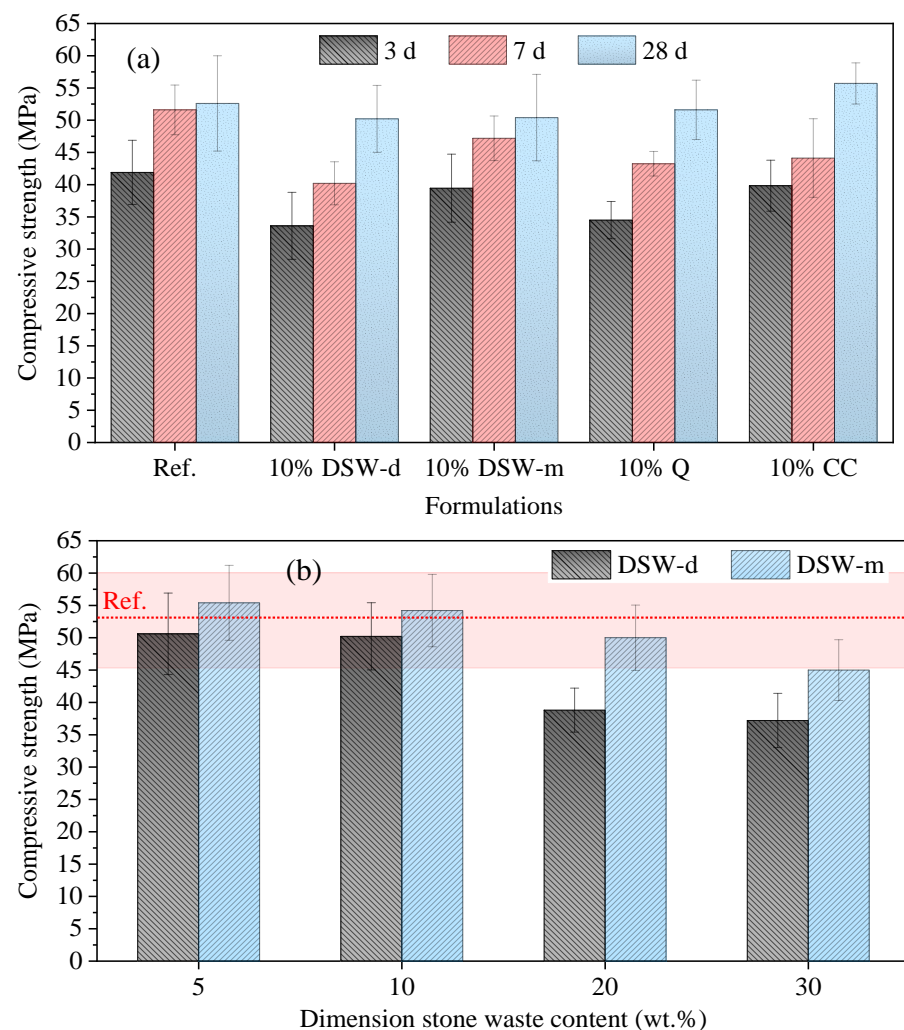 (a)
3 d 7 d 28 d
Compressive strength (MPa)
65
60
55
50
45
40
35
30
25
20
15
10
5
0
Ref. 10% DSW-d 10% DSW-m 10% Q 10% CC
Formulations
(b)
DSW-d DSW-m
Ref.
Compressive strength (MPa)
65
60
55
50
45
40
35
30
25
20
15
10
5
0
5 10 20 30
Dimension stone waste content (wt.%)